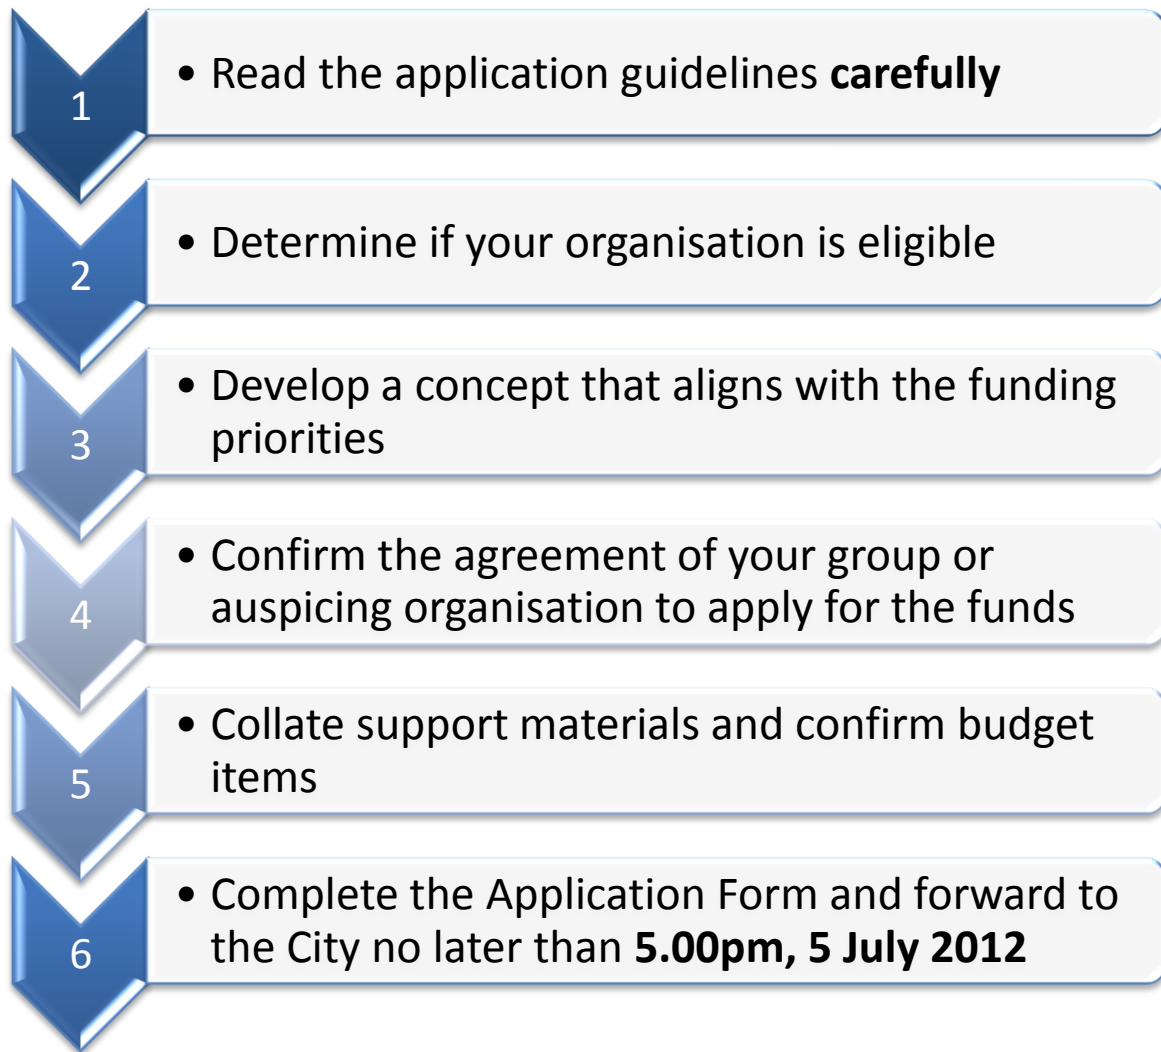 1
• Read the application guidelines carefully
2
• Determine if your organisation is eligible
3
• Develop a concept that aligns with the funding
priorities
4
• Confirm the agreement of your group or
auspicing organisation to apply for the funds
5
• Collate support materials and confirm budget
items
6
• Complete the Application Form and forward to
the City no later than 5.00pm, 5 July 2012